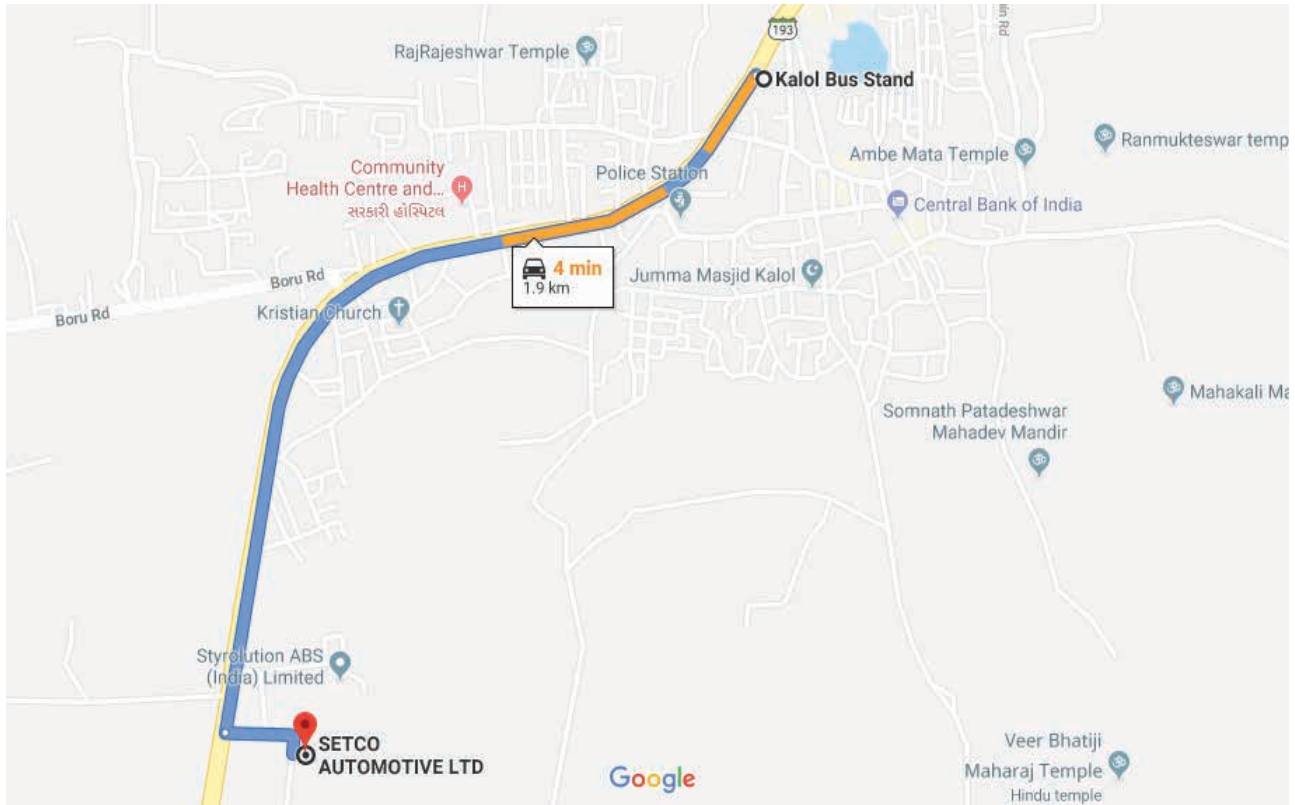 193
in Rd
RajRajeshwar Temple
Kalol Bus Stand
Ranmukteswar temp
Ambe Mata Temple
Community
Health Centre and...
સરકારી હોસ્પિટલ
H
Police Station
Central Bank of India
4 min
1.9 km
Jumma Masjid Kalol
Boru Rd
Boru Rd
Kristian Church
Mahakali Ma
Somnath Patadeshwar
Mahadev Mandir
Styrolution ABS
(India) Limited
SETCO
AUTOMOTIVE LTD
Google
Veer Bhatiji
Maharaj Temple
Hindu temple